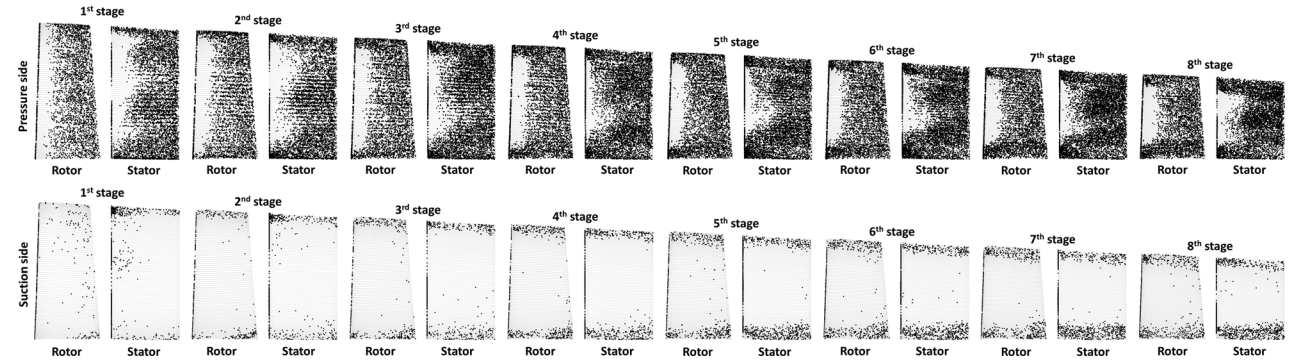 1st stage
2nd stage
3rd stage
4th stage
5th stage
6th stage
7th stage
8th stage
Pressure side
Rotor Stator Rotor Stator Rotor Stator Rotor Stator Rotor Stator Rotor Stator Rotor Stator Rotor Stator
1st stage
2nd stage
3rd stage
4th stage
5th stage
6th stage
7th stage
8th stage
Suction side
Rotor Stator Rotor Stator Rotor Stator Rotor Stator Rotor Stator Rotor Stator Rotor Stator Rotor Stator